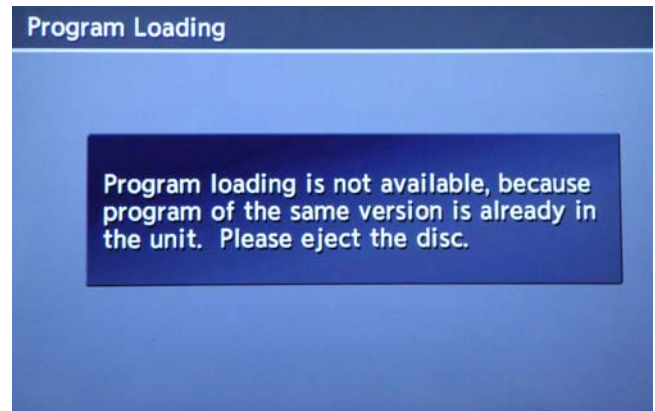 Program Loading
Program loading is not available, because
program of the same version is already in
the unit.  Please eject the disc.